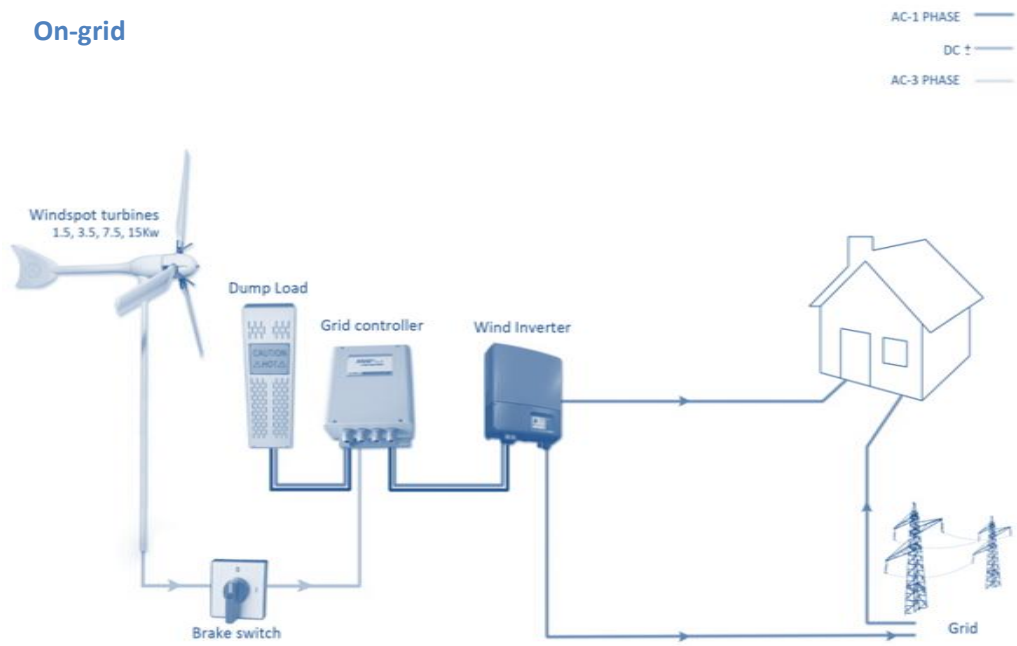 On-grid
AC-1 PHASE
DC ±
AC-3 PHASE
Windspot turbines
1.5, 3.5, 7.5, 15Kw
Dump Load
Grid controller
Wind Inverter
CAUTION
⚠HOT⚠
Brake switch
Grid